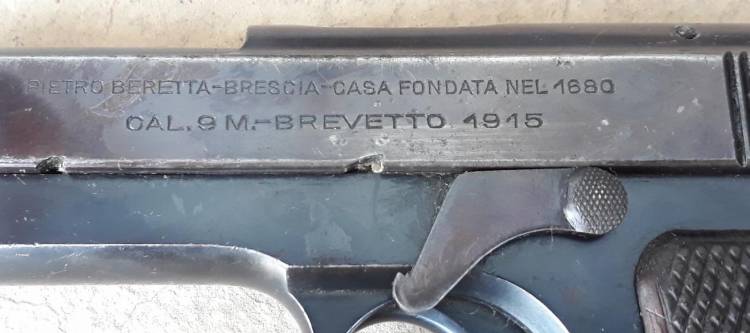 PIETRO BERETTA-BRESCIA-CASA FONDATA NEL 1680
CAL.9 M.-BREVETTO 1915